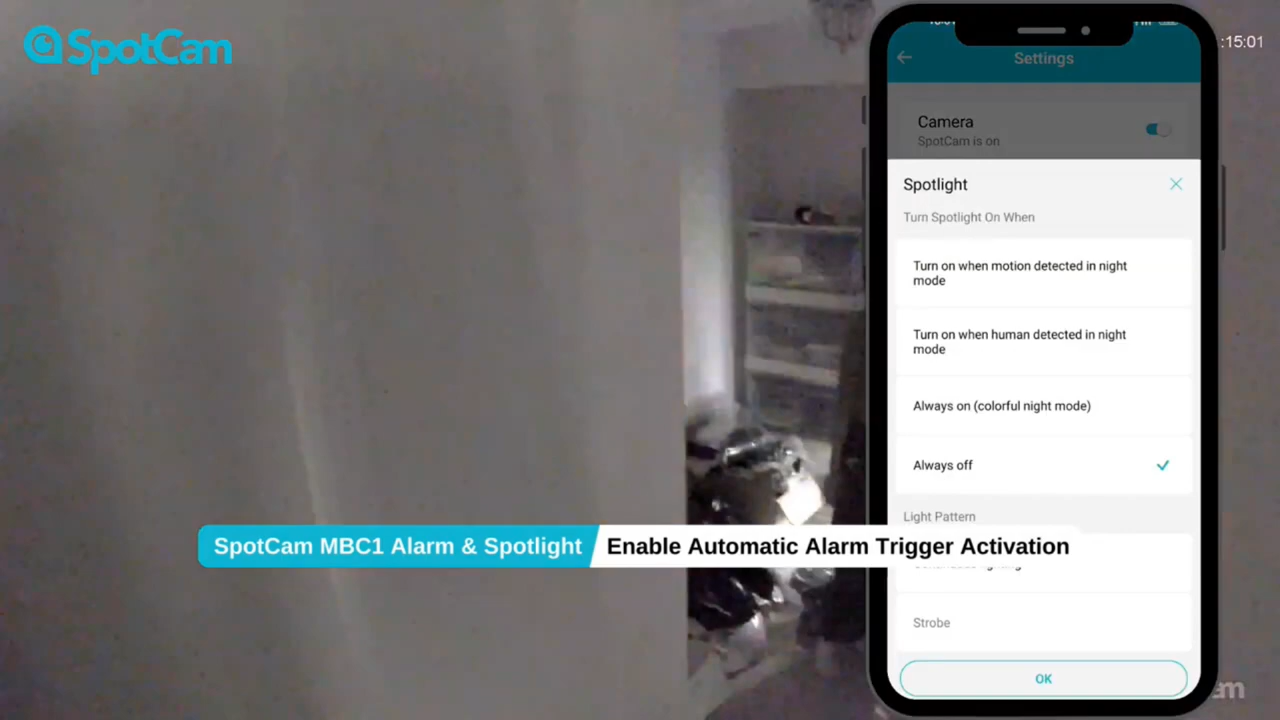 SpotCam
:15:01
Settings
Camera
SpotCam is on
Spotlight
Turn Spotlight On When
Turn on when motion detected in night
mode
Turn on when human detected in night
mode
Always on (colorful night mode)
Always off
Light Pattern
SpotCam MBC1 Alarm & Spotlight
Enable Automatic Alarm Trigger Activation
Strobe
OK